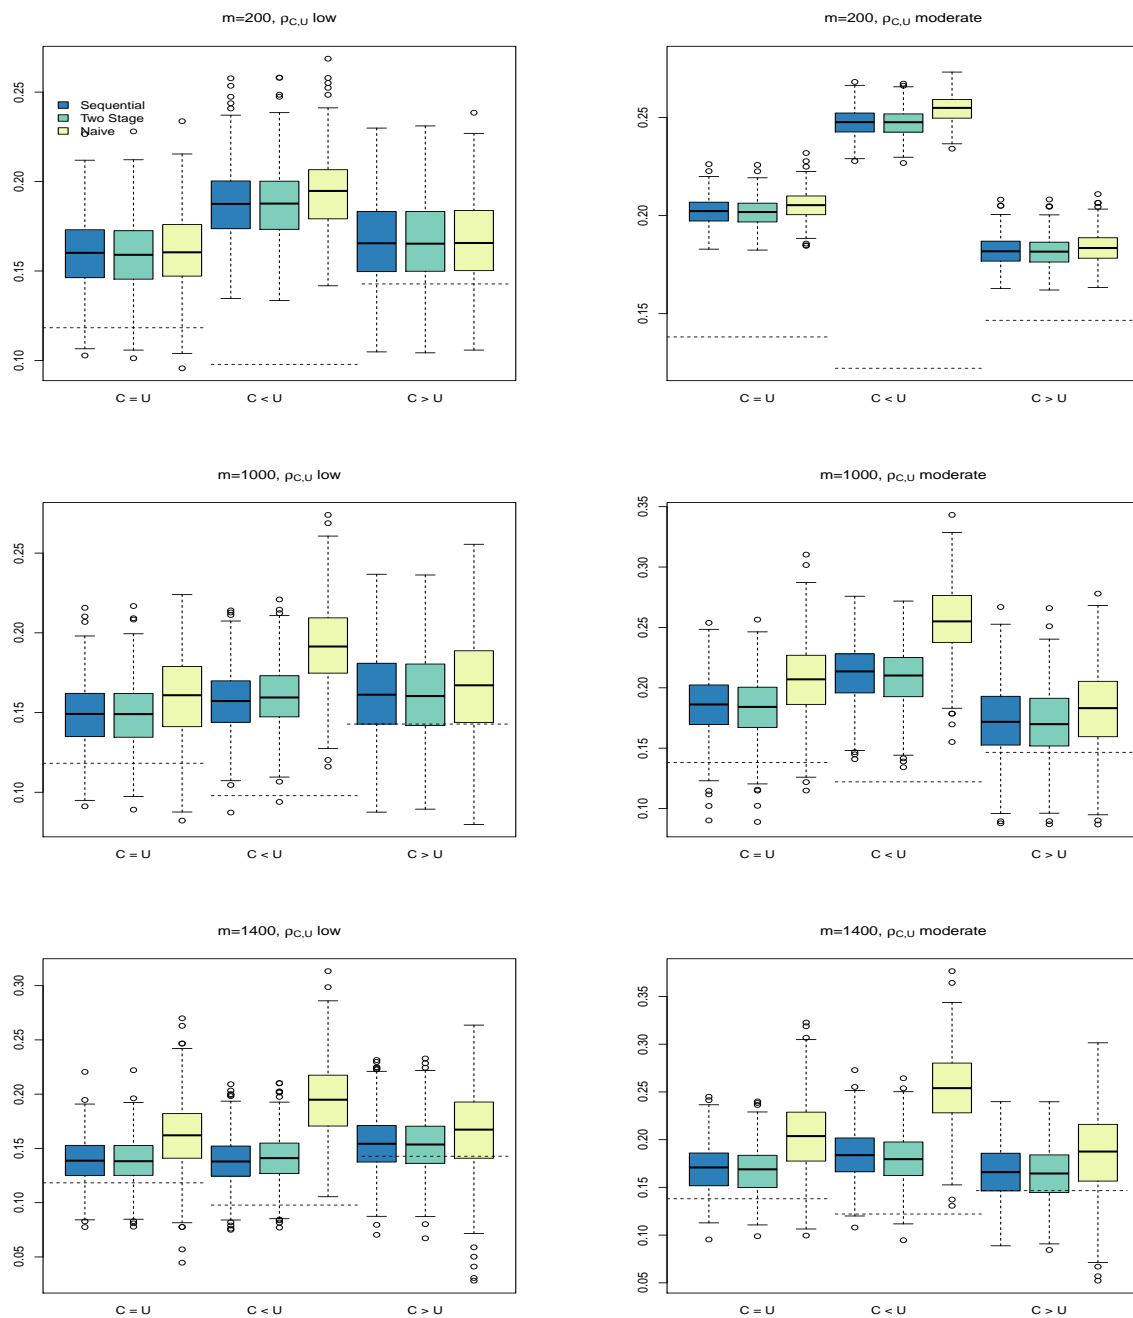 m=200, ρC,U low
0.25
0.20
0.15
0.10
Sequential
Two Stage
Naive
C = U C < U C > U
m=200, ρC,U moderate
0.25
0.20
0.15
C = U C < U C > U
m=1000, ρC,U low
0.25
0.20
0.15
0.10
C = U C < U C > U
m=1000, ρC,U moderate
0.35
0.30
0.25
0.20
0.15
0.10
C = U C < U C > U
m=1400, ρC,U low
0.30
0.25
0.20
0.15
0.10
0.05
C = U C < U C > U
m=1400, ρC,U moderate
0.35
0.30
0.25
0.20
0.15
0.10
0.05
C = U C < U C > U